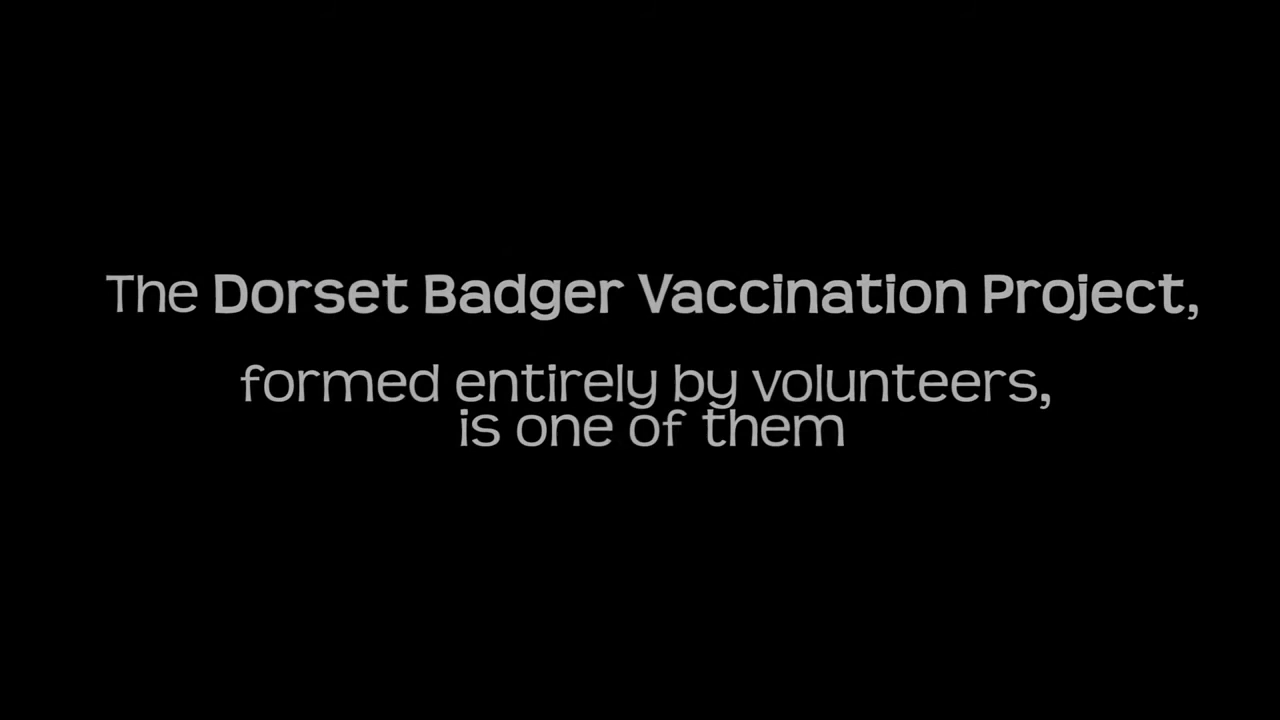 The Dorset Badger Vaccination Project,
formed entirely by volunteers,
is one of them